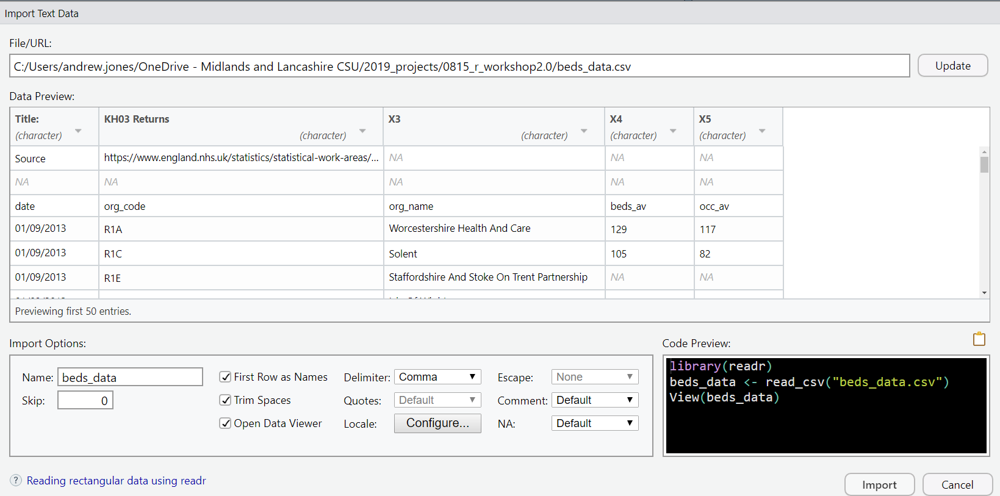 Import Text Data
File/URL:
C:/Users/andrew.jones/OneDrive - Midlands and Lancashire CSU/2019_projects/0815_r_workshop2.0/beds_data.csv
Update
Data Preview:
Title: KH03 Returns X3 X4 X5
(character) (character) (character) (character) (character)
Source https://www.england.nhs.uk/statistics/statistical-work-areas/... NA NA NA
NA NA NA NA NA
date org_code org_name beds_av occ_av
01/09/2013 R1A Worcestershire Health And Care 129 117
01/09/2013 R1C Solent 105 82
01/09/2013 R1E Staffordshire And Stoke On Trent Partnership NA NA
Previewing first 50 entries.
Import Options:
Name: beds_data First Row as Names Delimiter: Comma Escape: None
Skip: 0 Trim Spaces Quotes: Default Comment: Default
Open Data Viewer Locale: Configure... NA: Default
Code Preview:
library(readr)
beds_data <- read_csv("beds_data.csv")
View(beds_data)
? Reading rectangular data using readr
Import Cancel